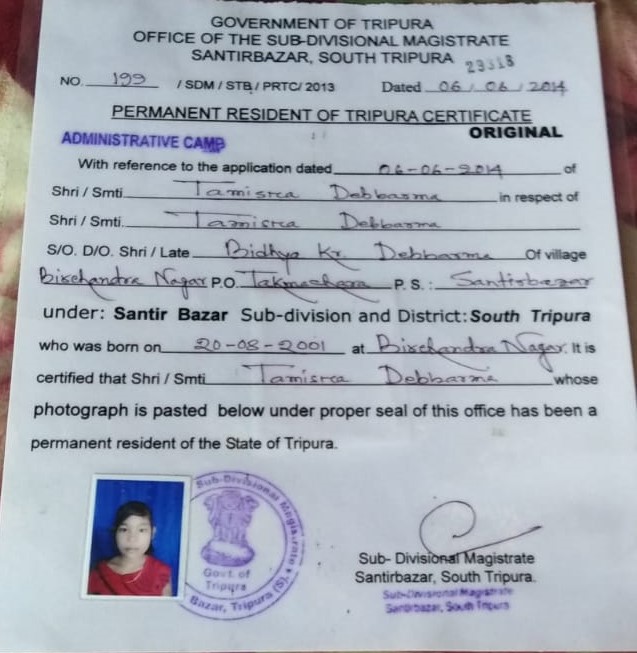 GOVERNMENT OF TRIPURA
OFFICE OF THE SUB-DIVISIONAL MAGISTRATE
SANTIRBAZAR, SOUTH TRIPURA
23313
NO. 199 / SDM / STB / PRTC/ 2013 Dated 06/06/2014
PERMANENT RESIDENT OF TRIPURA CERTIFICATE
ORIGINAL
ADMINISTRATIVE CAMP
With reference to the application dated 06-06-2014 of
Shri / Smti Tamisra Debbarma in respect of
Shri / Smti. Tamisra Debbarma
S/O. D/O. Shri / Late Bidhya Kr. Debbarma Of village
Birchandra Nagar P.O. Takmachara P. S. : Santirbazar
under: Santir Bazar Sub-division and District: South Tripura
who was born on 20-08-2001 at Birchandra Nagar. It is
certified that Shri / Smti Tamisra Debbarma whose
photograph is pasted below under proper seal of this office has been a
permanent resident of the State of Tripura.
Sub-Divisional Magistrate
Govt. of
Tripura
Bazar, Tripura (S)
Sub- Divisional Magistrate
Santirbazar, South Tripura.
Sub-Divisional Magistrate
Santirbazar, South Tripura